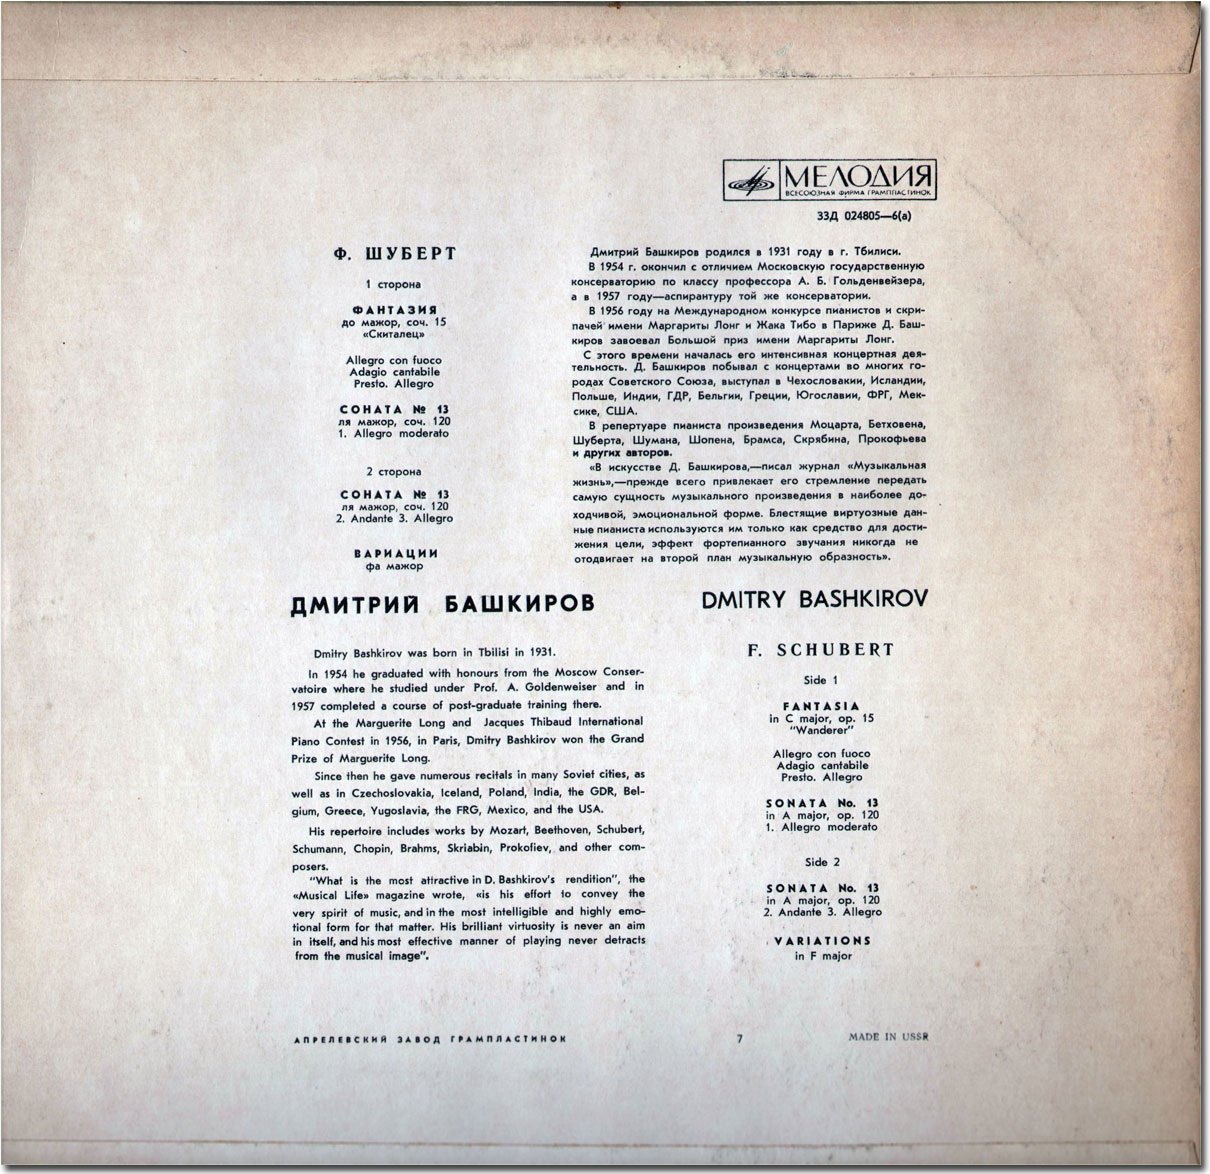 МЕЛОДИЯ
ВСЕСОЮЗНАЯ ФИРМА ГРАМПЛАСТИНОК
33Д 024805—6(а)
Ф. ШУБЕРТ
1 сторона
ФАНТАЗИЯ
до мажор, соч. 15
«Скиталец»
Allegro con fuoco
Adagio cantabile
Presto. Allegro
СОНАТА № 13
ля мажор, соч. 120
1. Allegro moderato
2 сторона
СОНАТА № 13
ля мажор, соч. 120
2. Andante 3. Allegro
ВАРИАЦИИ
фа мажор
Дмитрий Башкиров родился в 1931 году в г. Тбилиси.
В 1954 г. окончил с отличием Московскую государственную
консерваторию по классу профессора А. Б. Гольденвейзера,
а в 1957 году—аспирантуру той же консерватории.
В 1956 году на Международном конкурсе пианистов и скри-
пачей имени Маргариты Лонг и Жака Тибо в Париже Д. Баш-
киров завоевал Большой приз имени Маргариты Лонг.
С этого времени началась его интенсивная концертная дея-
тельность. Д. Башкиров побывал с концертами во многих го-
родах Советского Союза, выступал в Чехословакии, Исландии,
Польше, Индии, ГДР, Бельгии, Греции, Югославии, ФРГ, Мек-
сике, США.
В репертуаре пианиста произведения Моцарта, Бетховена,
Шуберта, Шумана, Шопена, Брамса, Скрябина, Прокофьева
и других авторов.
«В искусстве Д. Башкирова,—писал журнал «Музыкальная
жизнь»,—прежде всего привлекает его стремление передать
самую сущность музыкального произведения в наиболее до-
ходчивой, эмоциональной форме. Блестящие виртуозные дан-
ные пианиста используются им только как средство для дости-
жения цели, эффект фортепианного звучания никогда не
отодвигает на второй план музыкальную образность».
ДМИТРИЙ БАШКИРОВ
DMITRY BASHKIROV
Dmitry Bashkirov was born in Tbilisi in 1931.
In 1954 he graduated with honours from the Moscow Conser-
vatoire where he studied under Prof. A. Goldenweiser and in
1957 completed a course of post-graduate training there.
At the Marguerite Long and Jacques Thibaud International
Piano Contest in 1956, in Paris, Dmitry Bashkirov won the Grand
Prize of Marguerite Long.
Since then he gave numerous recitals in many Soviet cities, as
well as in Czechoslovakia, Iceland, Poland, India, the GDR, Bel-
gium, Greece, Yugoslavia, the FRG, Mexico, and the USA.
His repertoire includes works by Mozart, Beethoven, Schubert,
Schumann, Chopin, Brahms, Skriabin, Prokofiev, and other com-
posers.
"What is the most attractive in D. Bashkirov's rendition", the
«Musical Life» magazine wrote, «is his effort to convey the
very spirit of music, and in the most intelligible and highly emo-
tional form for that matter. His brilliant virtuosity is never an aim
in itself, and his most effective manner of playing never detracts
from the musical image".
F. SCHUBERT
Side 1
FANTASIA
in C major, op. 15
"Wanderer"
Allegro con fuoco
Adagio cantabile
Presto. Allegro
SONATA No. 13
in A major, op. 120
1. Allegro moderato
Side 2
SONATA No. 13
in A major, op. 120
2. Andante 3. Allegro
VARIATIONS
in F major
АПРЕЛЕВСКИЙ ЗАВОД ГРАМПЛАСТИНОК
7
MADE IN USSR